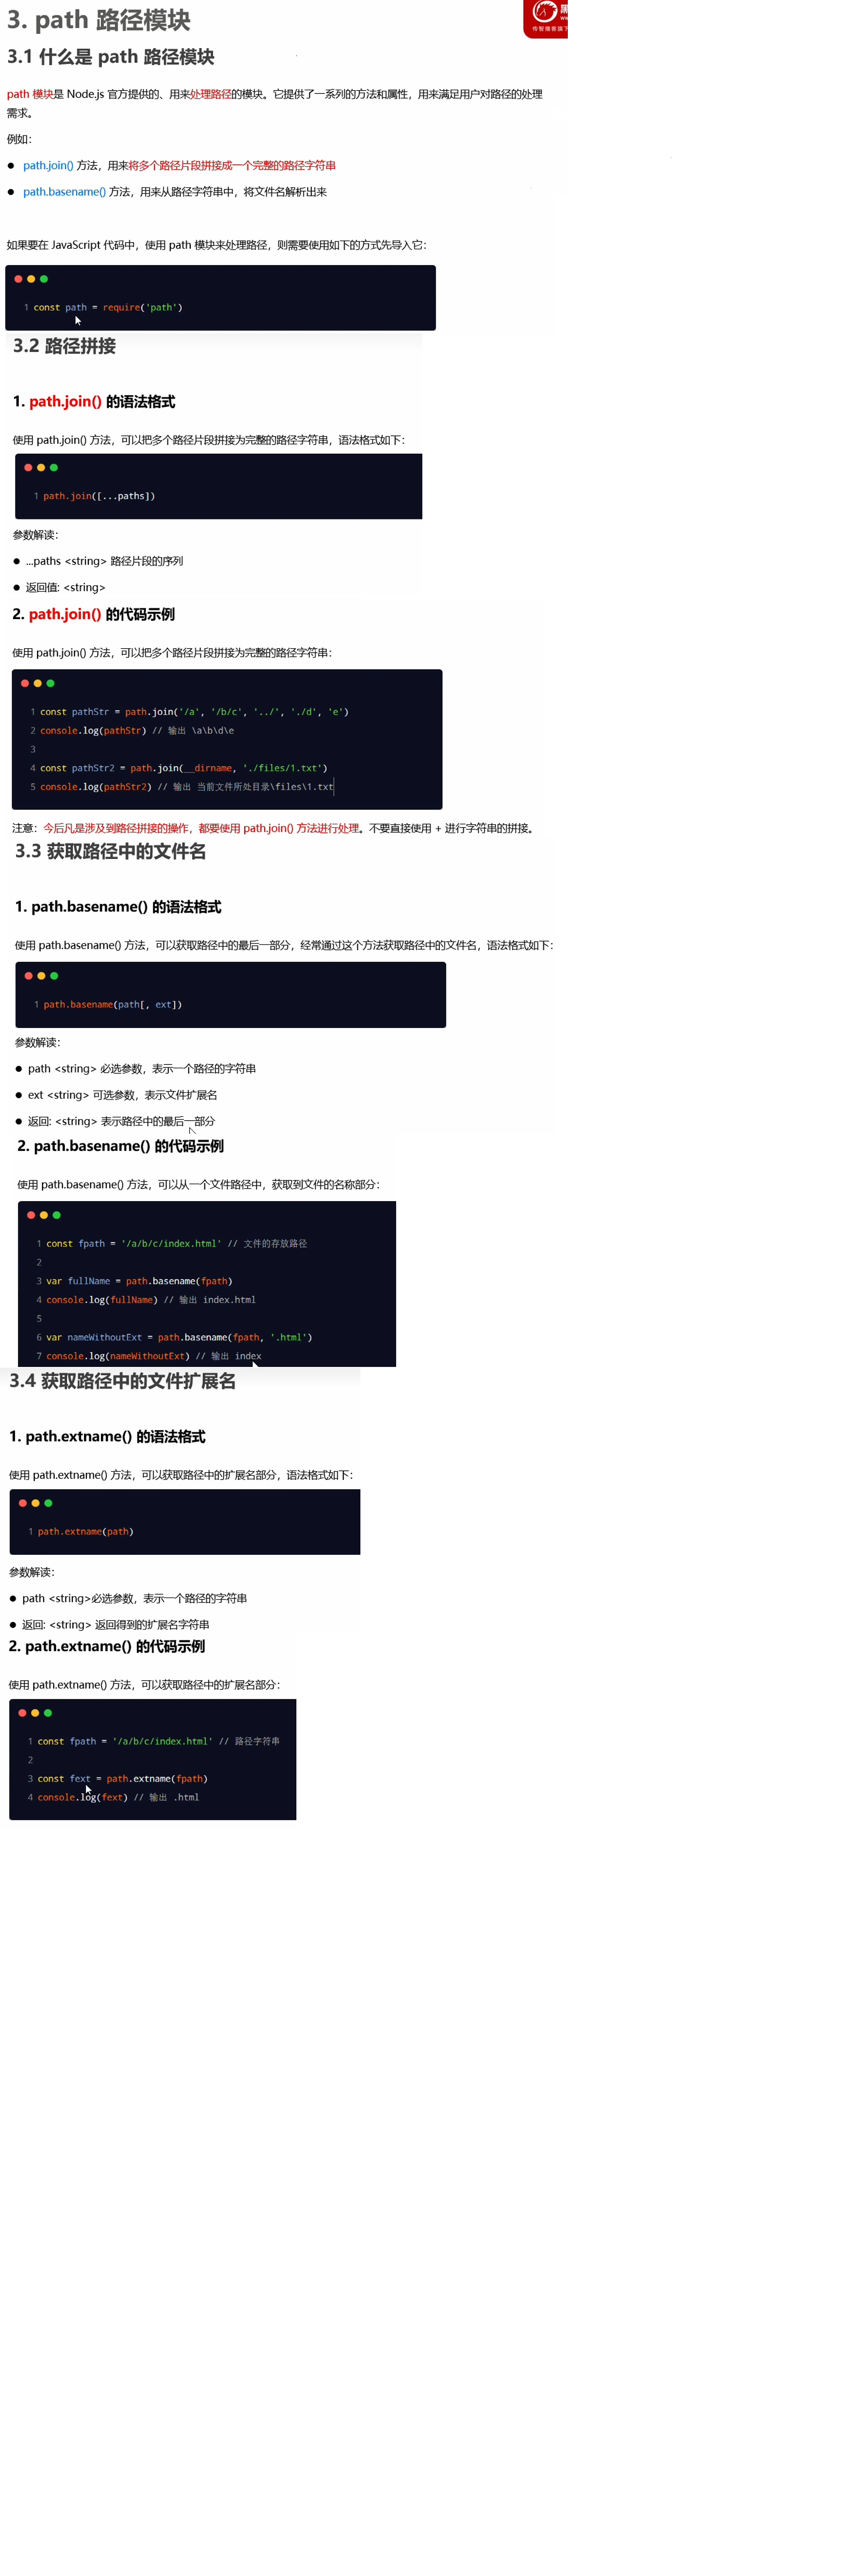 3. path 路径模块
黑
www
传智播客旗下
3.1 什么是 path 路径模块
path 模块是 Node.js 官方提供的、用来处理路径的模块。它提供了一系列的方法和属性，用来满足用户对路径的处理
需求。
例如：
● path.join() 方法，用来将多个路径片段拼接成一个完整的路径字符串
● path.basename() 方法，用来从路径字符串中，将文件名解析出来
如果要在 JavaScript 代码中，使用 path 模块来处理路径，则需要使用如下的方式先导入它：
1 const path = require('path')
3.2 路径拼接
1. path.join() 的语法格式
使用 path.join() 方法，可以把多个路径片段拼接为完整的路径字符串，语法格式如下：
1 path.join([...paths])
参数解读：
● ...paths <string> 路径片段的序列
● 返回值: <string>
2. path.join() 的代码示例
使用 path.join() 方法，可以把多个路径片段拼接为完整的路径字符串：
1 const pathStr = path.join('/a', '/b/c', '../', './d', 'e')
2 console.log(pathStr) // 输出 \a\b\d\e
3
4 const pathStr2 = path.join(__dirname, './files/1.txt')
5 console.log(pathStr2) // 输出 当前文件所处目录\files\1.txt
注意：今后凡是涉及到路径拼接的操作，都要使用 path.join() 方法进行处理。不要直接使用 + 进行字符串的拼接。
3.3 获取路径中的文件名
1. path.basename() 的语法格式
使用 path.basename() 方法，可以获取路径中的最后一部分，经常通过这个方法获取路径中的文件名，语法格式如下：
1 path.basename(path[, ext])
参数解读：
● path <string> 必选参数，表示一个路径的字符串
● ext <string> 可选参数，表示文件扩展名
● 返回: <string> 表示路径中的最后一部分
2. path.basename() 的代码示例
使用 path.basename() 方法，可以从一个文件路径中，获取到文件的名称部分：
1 const fpath = '/a/b/c/index.html' // 文件的存放路径
2
3 var fullName = path.basename(fpath)
4 console.log(fullName) // 输出 index.html
5
6 var nameWithoutExt = path.basename(fpath, '.html')
7 console.log(nameWithoutExt) // 输出 index
3.4 获取路径中的文件扩展名
1. path.extname() 的语法格式
使用 path.extname() 方法，可以获取路径中的扩展名部分，语法格式如下：
1 path.extname(path)
参数解读：
● path <string>必选参数，表示一个路径的字符串
● 返回: <string> 返回得到的扩展名字符串
2. path.extname() 的代码示例
使用 path.extname() 方法，可以获取路径中的扩展名部分：
1 const fpath = '/a/b/c/index.html' // 路径字符串
2
3 const fext = path.extname(fpath)
4 console.log(fext) // 输出 .html